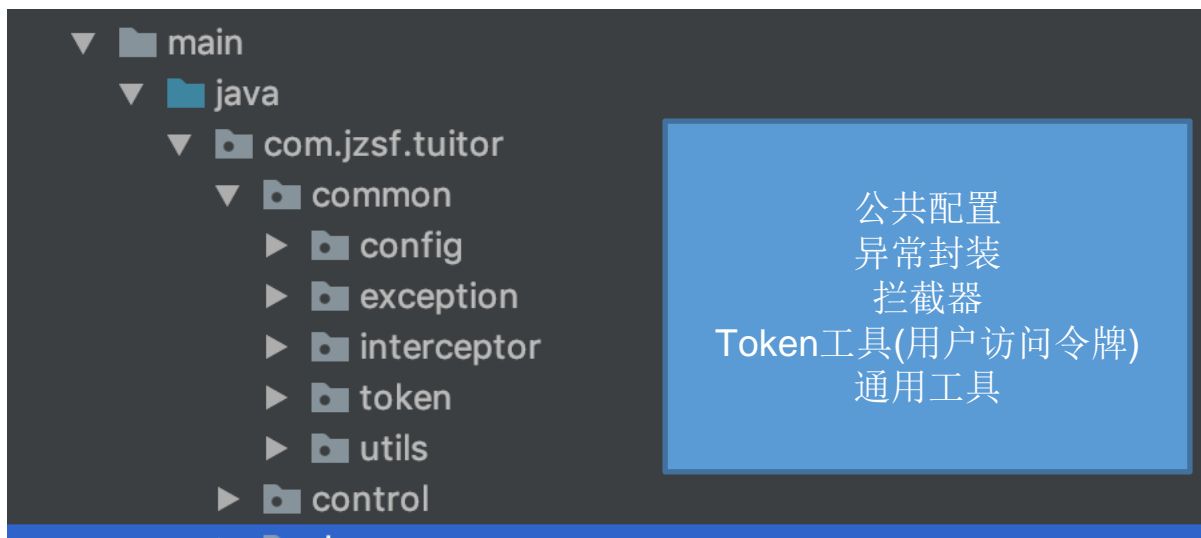 main
java
com.jzsf.tuitor
common
config
exception
interceptor
token
utils
control
公共配置
异常封装
拦截器
Token工具(用户访问令牌)
通用工具